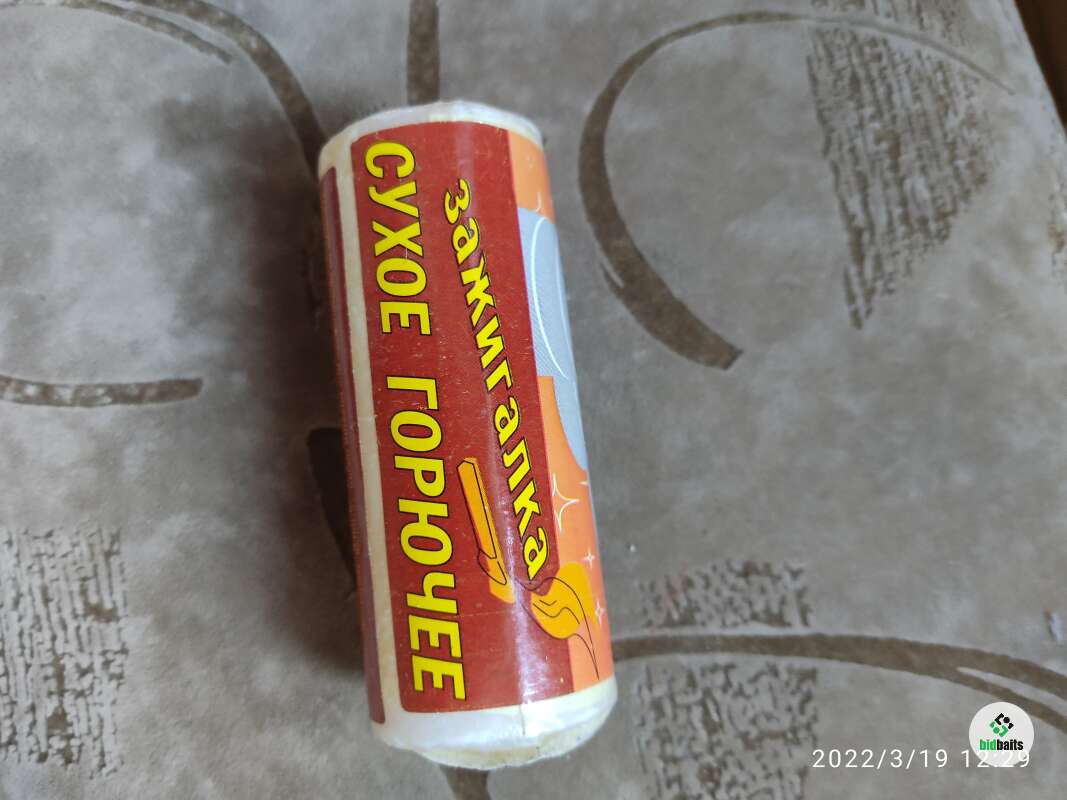 зажигалка
СУХОЕ ГОРЮЧЕЕ
bidbaits
2022/3/19 12:29